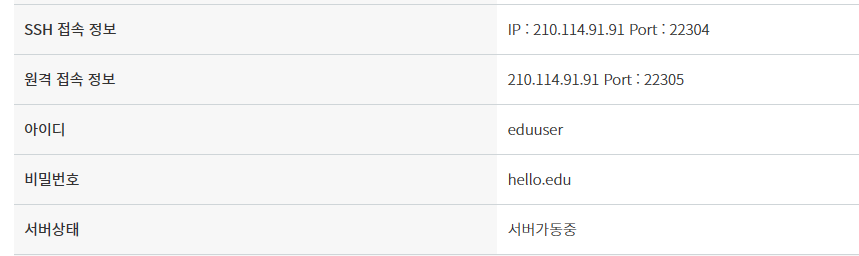 SSH 접속 정보 IP : 210.114.91.91 Port : 22304
원격 접속 정보 210.114.91.91 Port : 22305
아이디 eduuser
비밀번호 hello.edu
서버상태 서버가동중